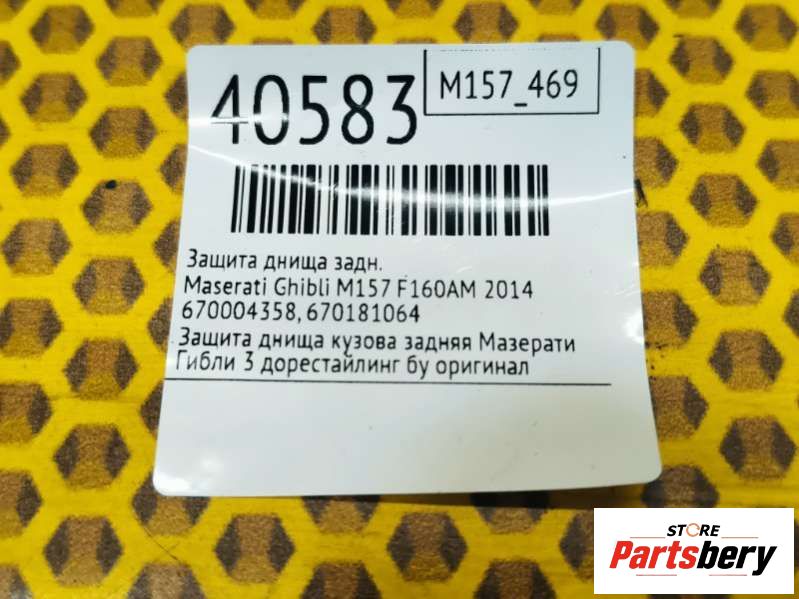 40583
M157_469
Защита днища задн.
Maserati Ghibli M157 F160AM 2014
670004358, 670181064
Защита днища кузова задняя Мазерати
Гибли 3 дорестайлинг бу оригинал
STORE
Partsbery